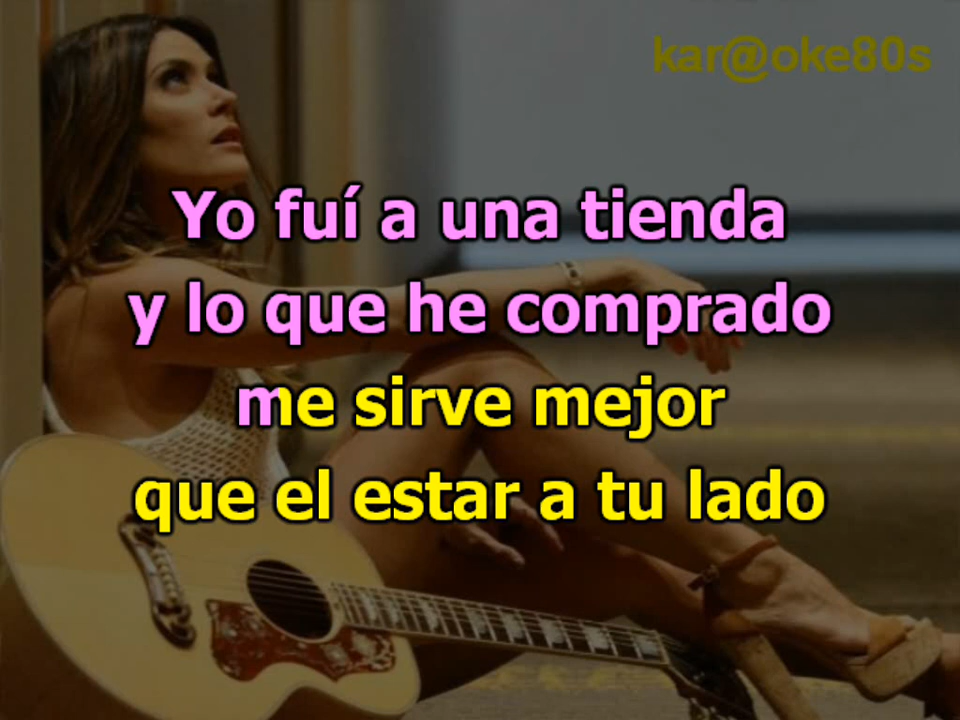 kar@oke80s
Yo fuí a una tienda
y lo que he comprado
me sirve mejor
que el estar a tu lado